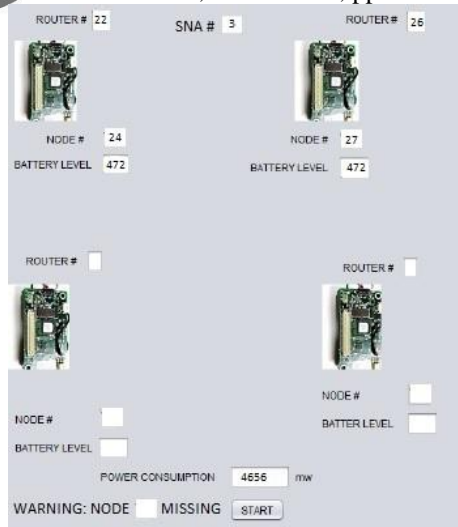 ROUTER # 22 SNA # 3 ROUTER # 26
NODE # 24 NODE # 27
BATTERY LEVEL 472 BATTERY LEVEL 472
ROUTER # ROUTER #
NODE #
BATTER LEVEL
NODE #
BATTERY LEVEL
POWER CONSUMPTION 4656 mw
WARNING: NODE MISSING START